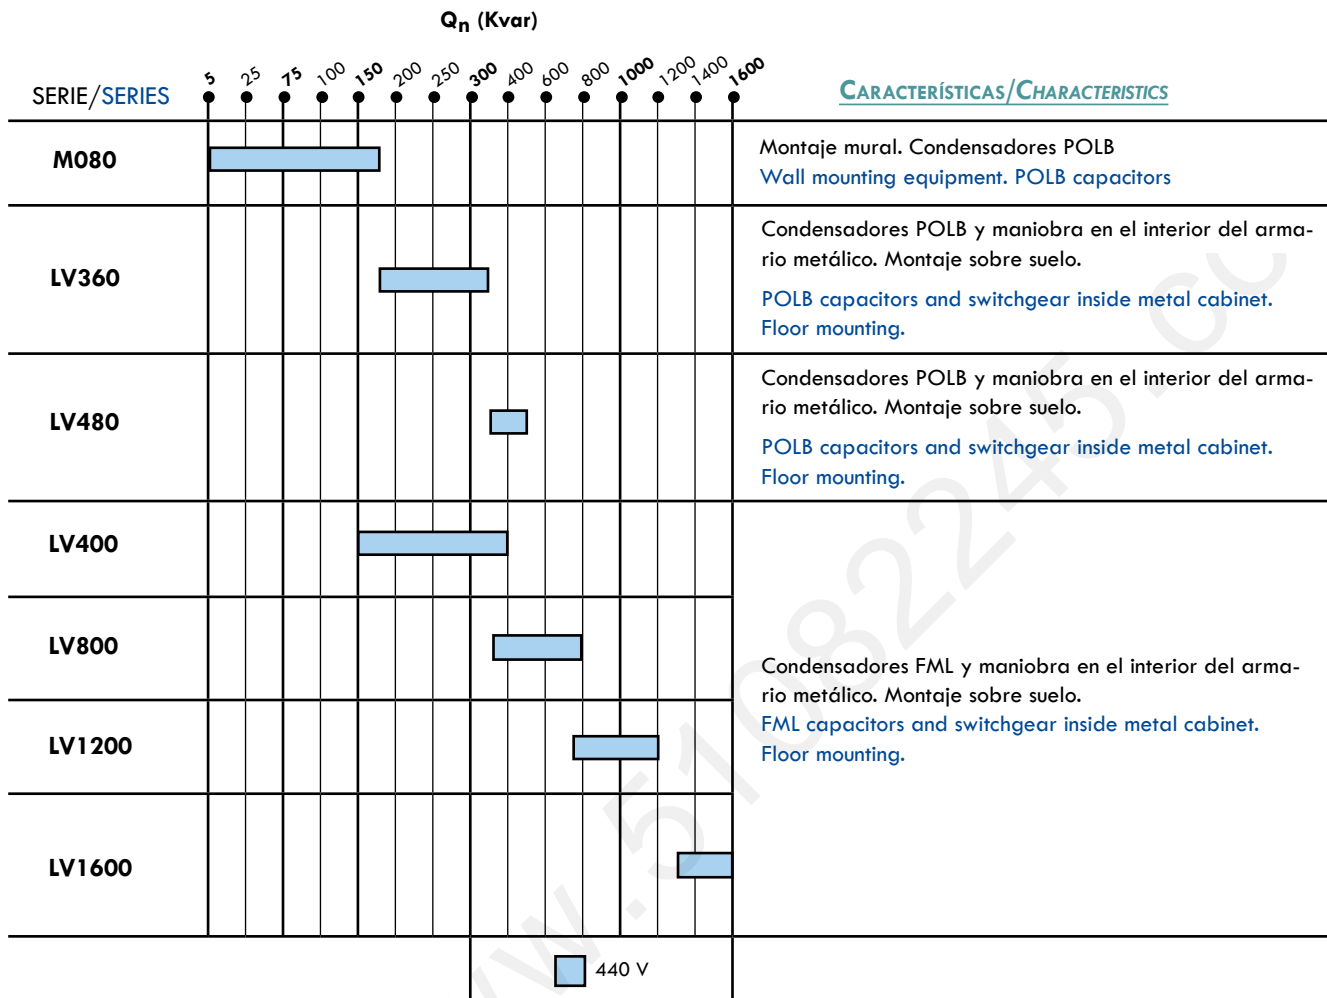 Qn (Kvar)
5 25 75 100 150 200 250 300 400 600 800 1000 1200 1400 1600
SERIE/SERIES
CARACTERÍSTICAS/CHARACTERISTICS
M080
Montaje mural. Condensadores POLB
Wall mounting equipment. POLB capacitors
LV360
Condensadores POLB y maniobra en el interior del arma-
rio metálico. Montaje sobre suelo.
POLB capacitors and switchgear inside metal cabinet.
Floor mounting.
LV480
Condensadores POLB y maniobra en el interior del arma-
rio metálico. Montaje sobre suelo.
POLB capacitors and switchgear inside metal cabinet.
Floor mounting.
LV400
LV800
LV1200
LV1600
Condensadores FML y maniobra en el interior del arma-
rio metálico. Montaje sobre suelo.
FML capacitors and switchgear inside metal cabinet.
Floor mounting.
440 V
w.51082245.co